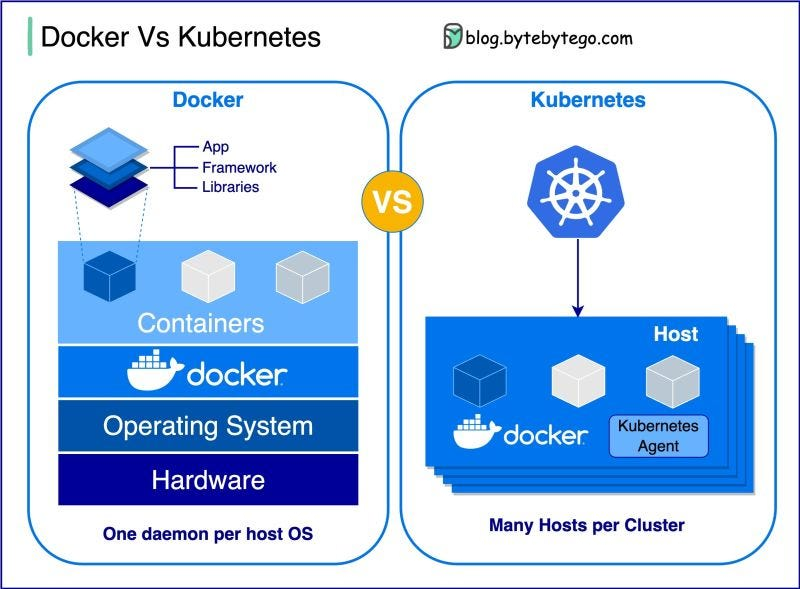 Docker Vs Kubernetes
blog.bytebytego.com
Docker
App
Framework
Libraries
Containers
docker
Operating System
Hardware
One daemon per host OS
VS
Kubernetes
Host
docker
Kubernetes
Agent
Many Hosts per Cluster